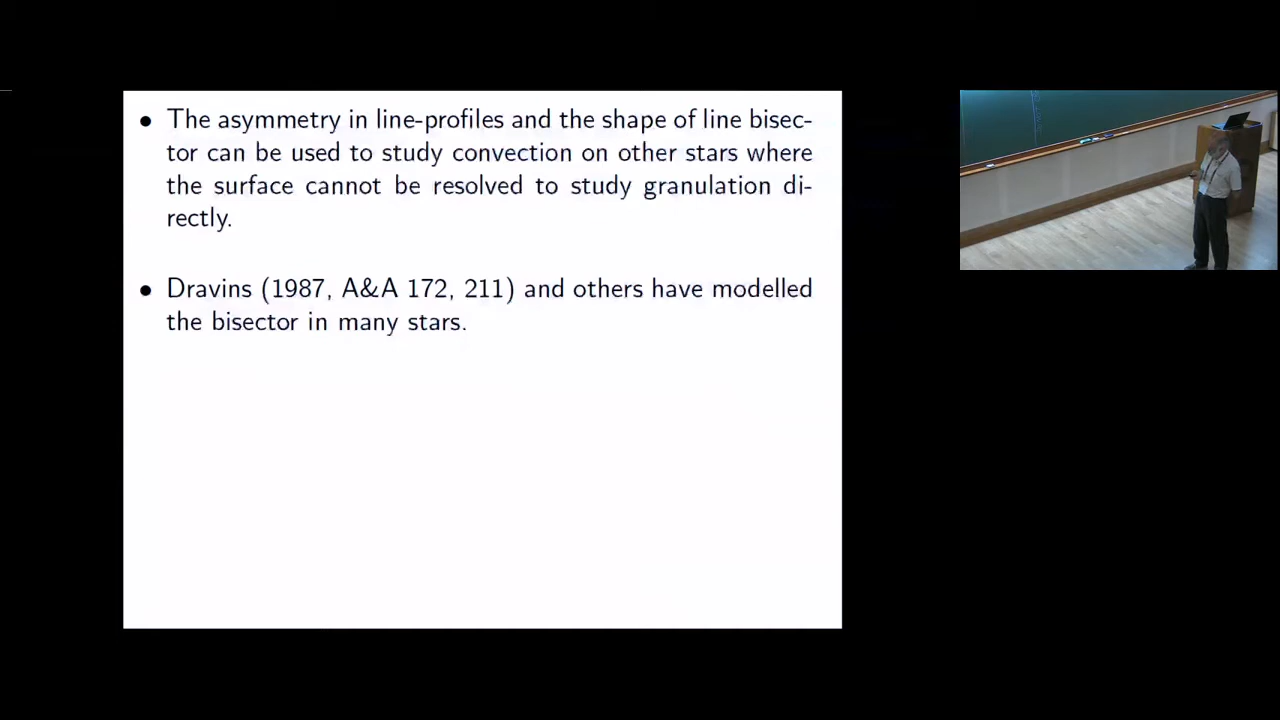 • The asymmetry in line-profiles and the shape of line bisec-
tor can be used to study convection on other stars where
the surface cannot be resolved to study granulation di-
rectly.
• Dravins (1987, A&A 172, 211) and others have modelled
the bisector in many stars.